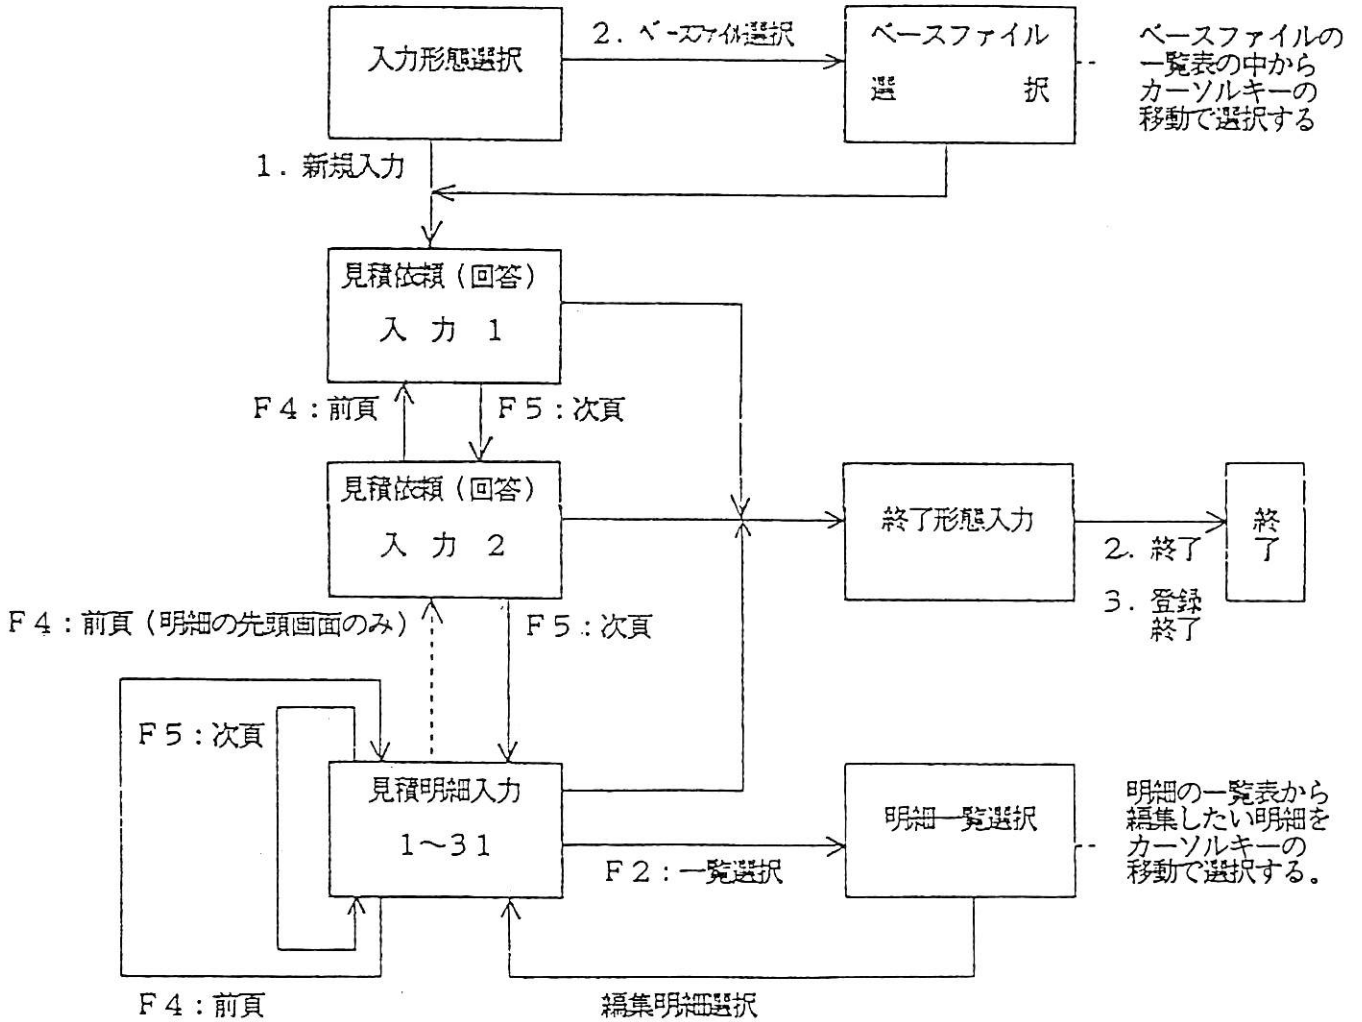 入力形態選択
2．ベースファイル選択
ベースファイル
選　　　択
ベースファイルの
一覧表の中から
カーソルキーの
移動で選択する
1．新規入力
見積依頼（回答）
入　力　1
F4：前頁
F5：次頁
見積依頼（回答）
入　力　2
終了形態入力
2．終了
3．登録
終了
終
了
F4：前頁（明細の先頭画面のみ）
F5：次頁
F5：次頁
見積明細入力
1～31
F2：一覧選択
明細一覧選択
明細の一覧表から
編集したい明細を
カーソルキーの
移動で選択する。
F4：前頁
編集明細選択